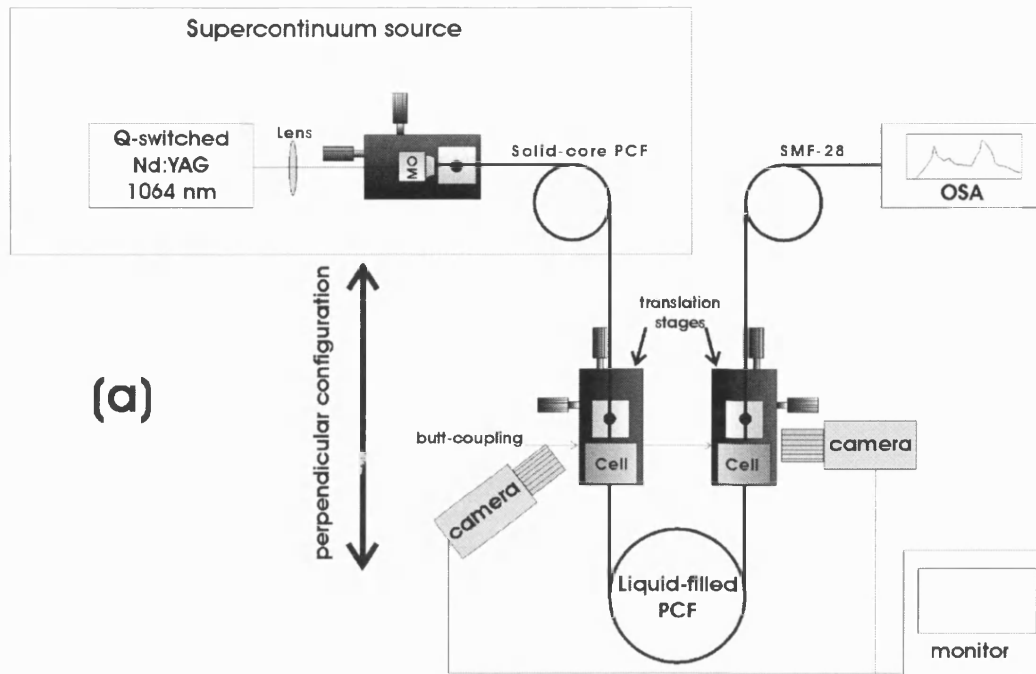 Supercontinuum source
Q-switched
Nd:YAG
1064 nm
Lens
MO
Solid-core PCF
SMF-28
OSA
perpendicular configuration
(a)
translation
stages
butt-coupling
Cell
Cell
camera
camera
Liquid-filled
PCF
monitor